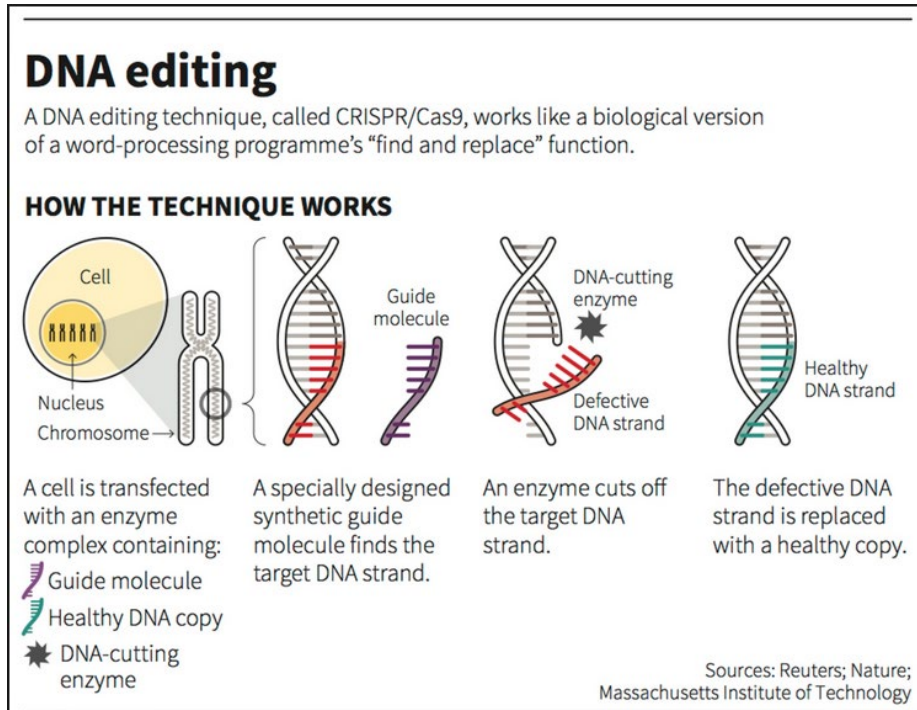 DNA editing
A DNA editing technique, called CRISPR/Cas9, works like a biological version
of a word-processing programme's “find and replace” function.
HOW THE TECHNIQUE WORKS
Cell
Nucleus
Chromosome
A cell is transfected
with an enzyme
complex containing:
Guide molecule
Healthy DNA copy
DNA-cutting
enzyme
Guide
molecule
A specially designed
synthetic guide
molecule finds the
target DNA strand.
DNA-cutting
enzyme
Defective
DNA strand
An enzyme cuts off
the target DNA
strand.
Healthy
DNA strand
The defective DNA
strand is replaced
with a healthy copy.
Sources: Reuters; Nature;
Massachusetts Institute of Technology